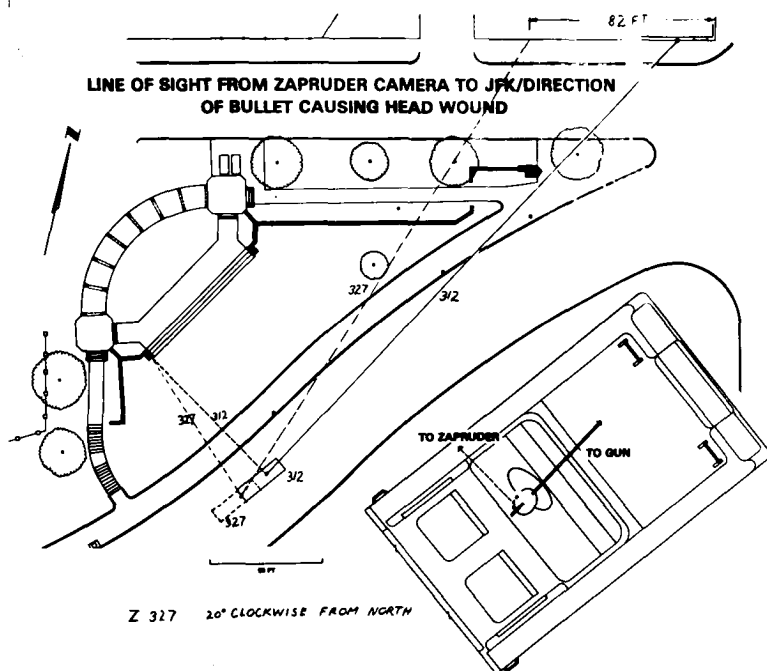 82 FT
LINE OF SIGHT FROM ZAPRUDER CAMERA TO JFK/DIRECTION
OF BULLET CAUSING HEAD WOUND
N
327
312
327
312
TO ZAPRUDER
TO GUN
312
327
Z 327 20° CLOCKWISE FROM NORTH